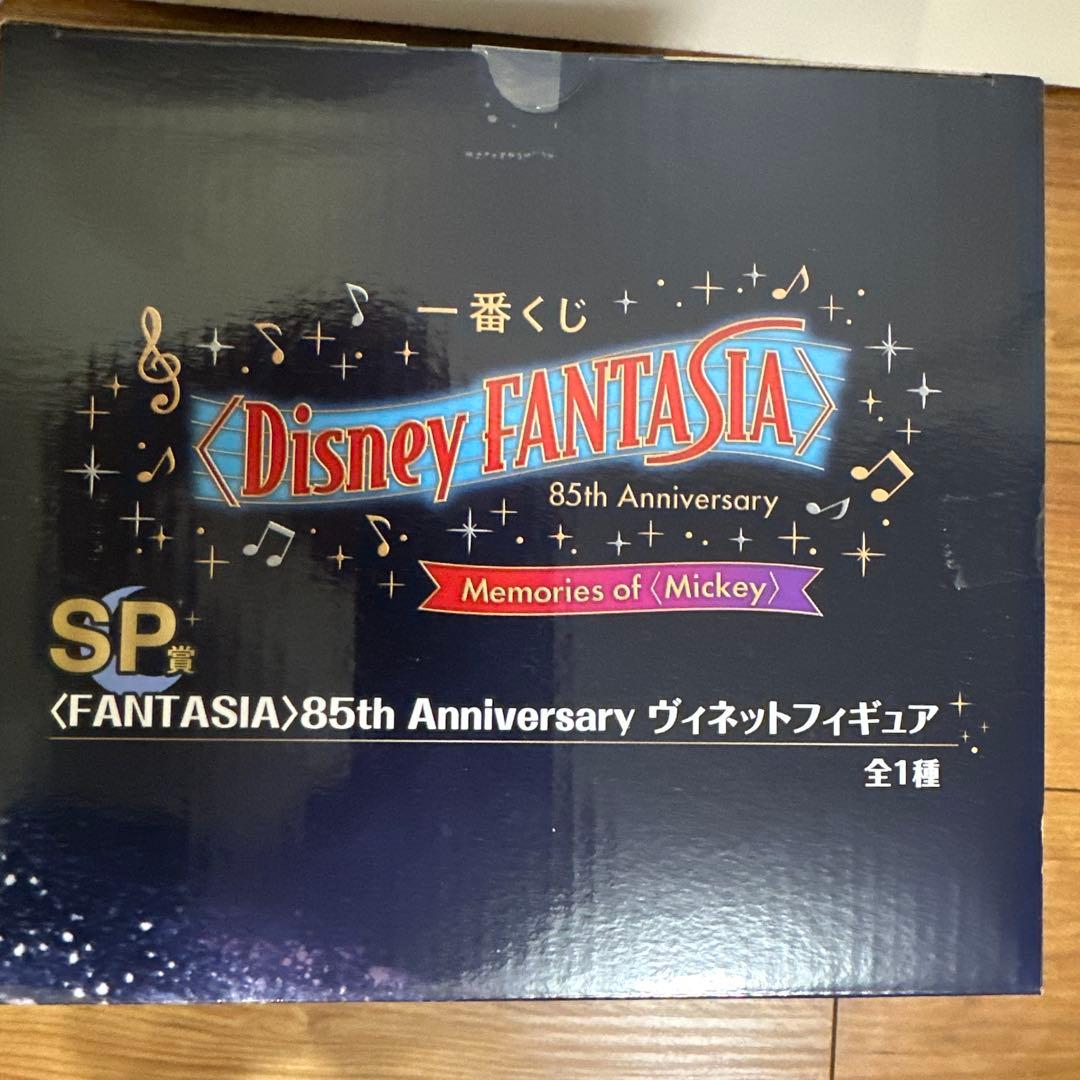 一番くじ
〈Disney FANTASIA〉
85th Anniversary
Memories of〈Mickey〉
SP賞
〈FANTASIA〉85th Anniversary ヴィネットフィギュア
全1種